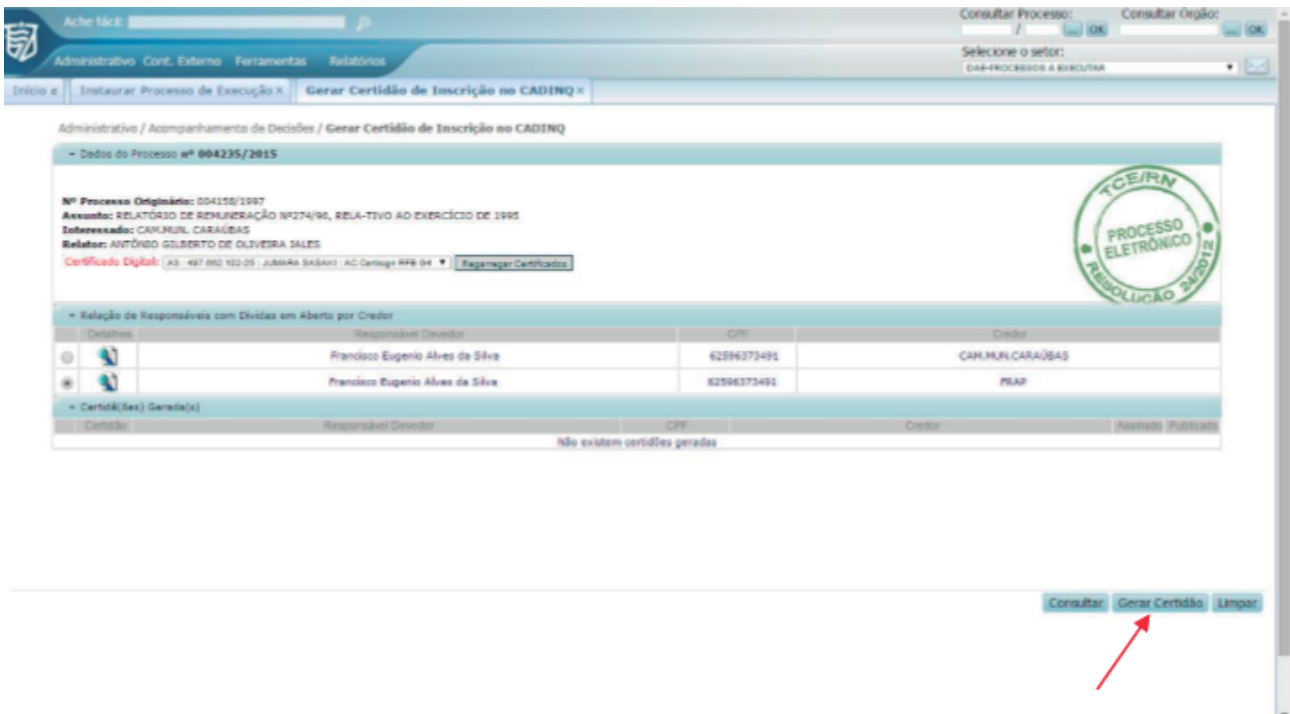 Ache fácil:
Consultar Processo: Consultar Orgão:
/ ... OK ... OK
Administrativo Cont. Externo Ferramentas Relatórios
Selecione o setor:
DAE-PROCESSOS A EXECUTAR
Início Instaurar Processo de Execução × Gerar Certidão de Inscrição no CADINQ ×
Administrativo / Acompanhamento de Decisões / Gerar Certidão de Inscrição no CADINQ
- Dados do Processo nº 004235/2015
Nº Processo Originário: 004158/1997
Assunto: RELATÓRIO DE REMUNERAÇÃO Nº274/96, RELA-TIVO AO EXERCÍCIO DE 1995
Interessado: CAM.MUN. CARAÚBAS
Relator: ANTÔNIO GILBERTO DE OLIVEIRA JALES
Certificado Digital: Regarregar Certificados
TCE/RN
PROCESSO
ELETRÔNICO
RESOLUÇÃO 24/2012
- Relação de Responsáveis com Dívidas em Aberto por Credor
Detalhes Responsável Devedor CPF Credor
Francisco Eugenio Alves da Silva 62596373491 CAM.MUN.CARAÚBAS
Francisco Eugenio Alves da Silva 62596373491 FRAP
- Certidã(ões) Gerada(s)
Certidão Responsável Devedor CPF Credor Assinado Publicado
Não existem certidões geradas
Consultar Gerar Certidão Limpar